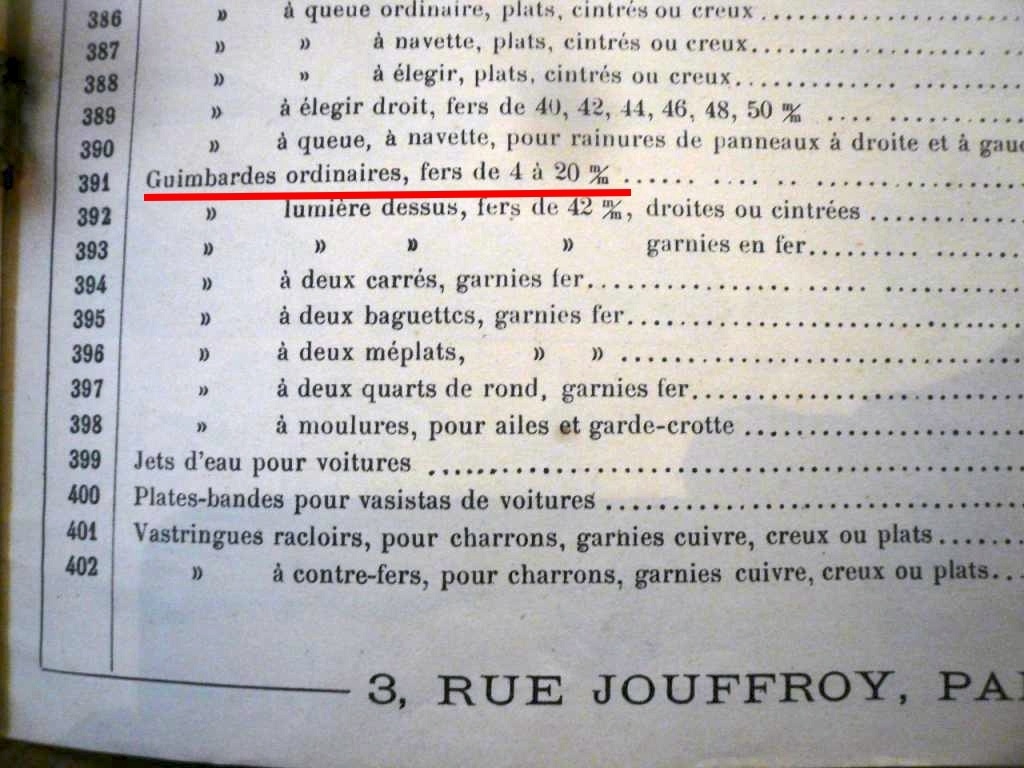 386 » à queue ordinaire, plats, cintrés ou creux
387 » » à navette, plats, cintrés ou creux
388 » » à élegir, plats, cintrés ou creux
389 » à élegir droit, fers de 40, 42, 44, 46, 48, 50 m/m
390 » à queue, à navette, pour rainures de panneaux à droite et à gauc
391 Guimbardes ordinaires, fers de 4 à 20 m/m
392 » lumière dessus, fers de 42 m/m, droites ou cintrées
393 » » » » garnies en fer
394 » à deux carrés, garnies fer
395 » à deux baguettes, garnies fer
396 » à deux méplats, » »
397 » à deux quarts de rond, garnies fer
398 » à moulures, pour ailes et garde-crotte
399 Jets d'eau pour voitures
400 Plates-bandes pour vasistas de voitures
401 Vastringues racloirs, pour charrons, garnies cuivre, creux ou plats
402 » à contre-fers, pour charrons, garnies cuivre, creux ou plats
3, RUE JOUFFROY, PA